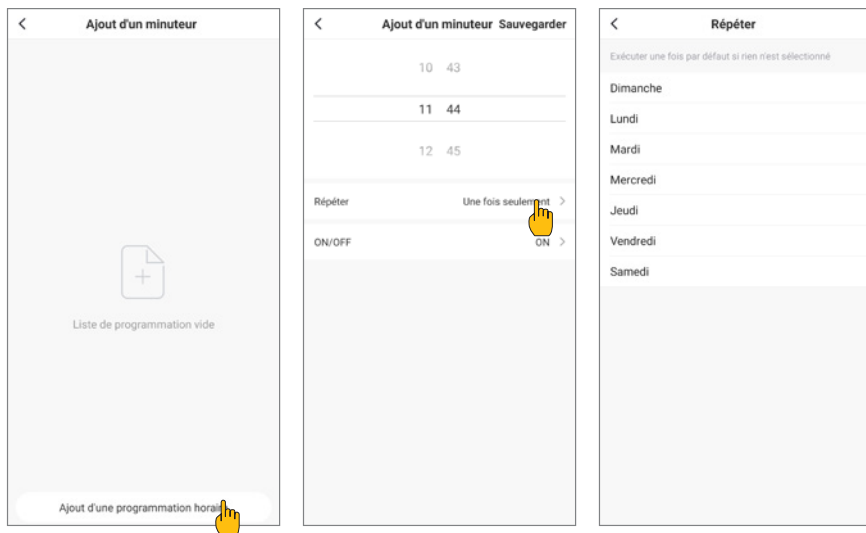 Ajout d'un minuteur
Liste de programmation vide
Ajout d'une programmation
Ajout d'un minuteur Sauvegarder
10 43
11 44
12 45
Répéter Une fois seulement
ON/OFF ON
Répéter
Exécuter une fois par défaut si rien n'est sélectionné
Dimanche
Lundi
Mardi
Mercredi
Jeudi
Vendredi
Samedi